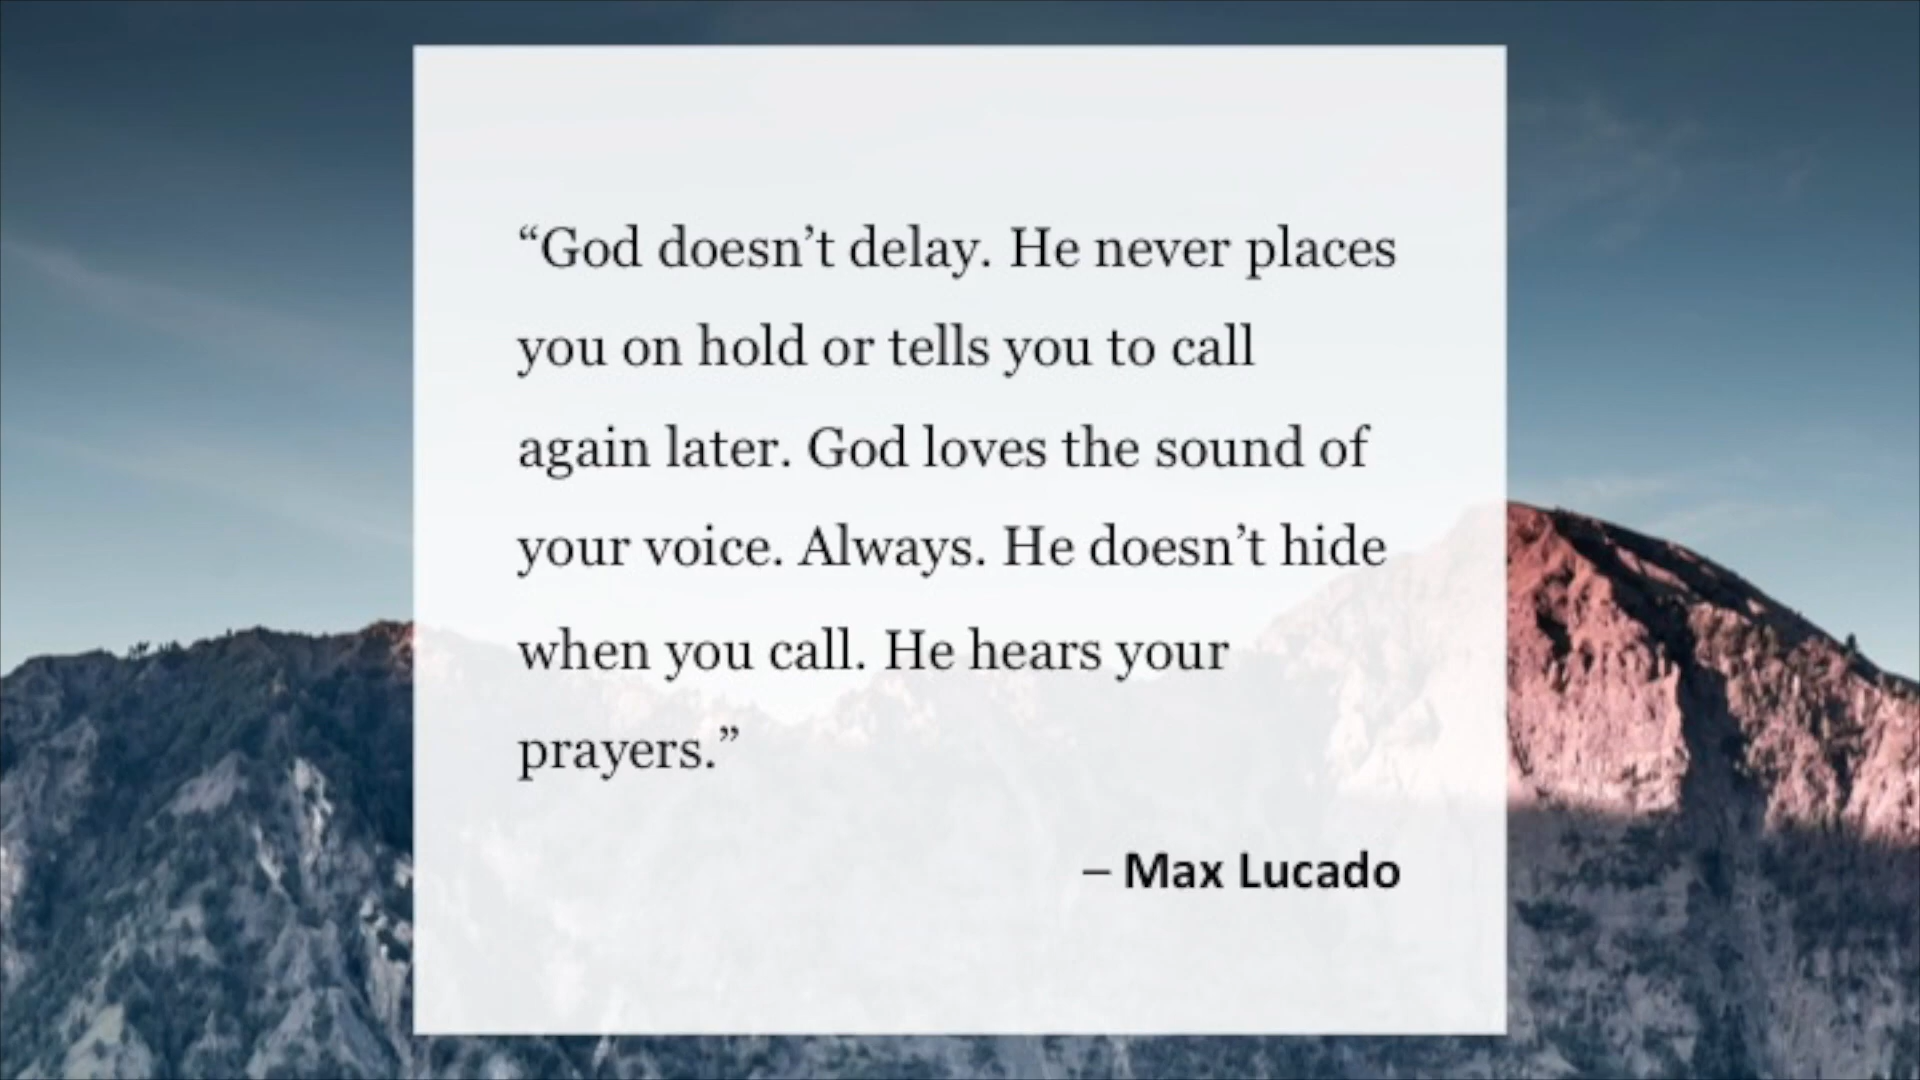 “God doesn’t delay. He never places
you on hold or tells you to call
again later. God loves the sound of
your voice. Always. He doesn’t hide
when you call. He hears your
prayers.”
– Max Lucado